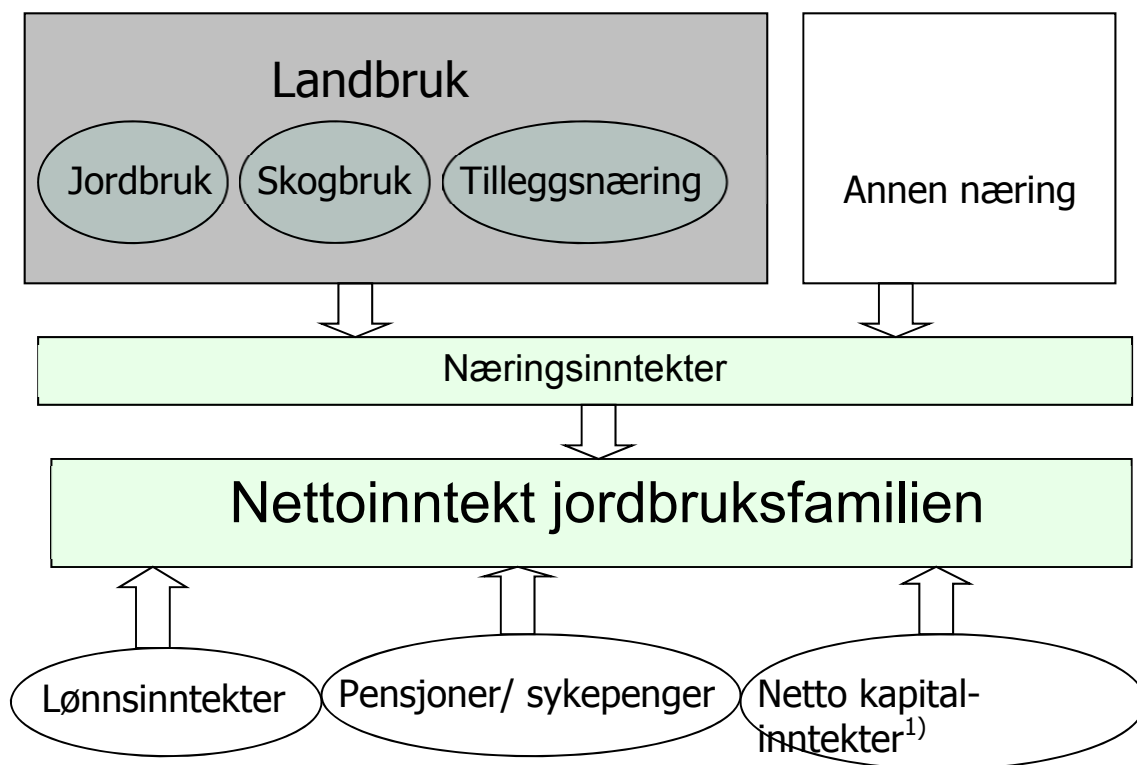 Landbruk
Jordbruk
Skogbruk
Tilleggsnæring
Annen næring
Næringsinntekter
Nettoinntekt jordbruksfamilien
Lønnsinntekter
Pensjoner/ sykepenger
Netto kapital-
inntekter1)